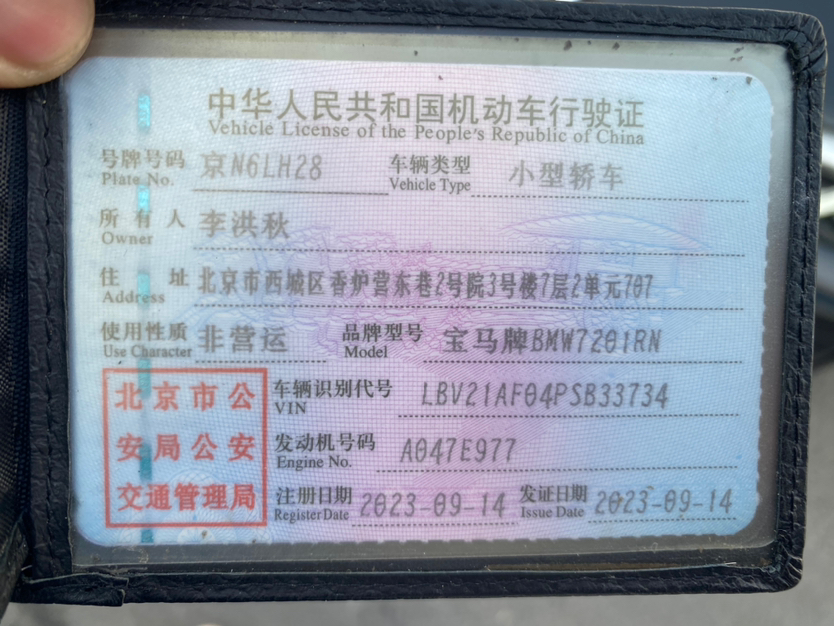 中华人民共和国机动车行驶证
Vehicle License of the People's Republic of China
号牌号码 京N6LH28 车辆类型 小型轿车
Plate No. Vehicle Type
所有人 李洪秋
Owner
住址 北京市西城区香炉营东巷2号院3号楼7层2单元707
Address
使用性质 非营运 品牌型号 宝马牌BMW7201RN
Use Character Model
北京市公 车辆识别代号 LBV21AF04PSB33734
VIN
安局公安 发动机号码 A047E977
Engine No.
交通管理局 注册日期 2023-09-14 发证日期 2023-09-14
Register Date Issue Date